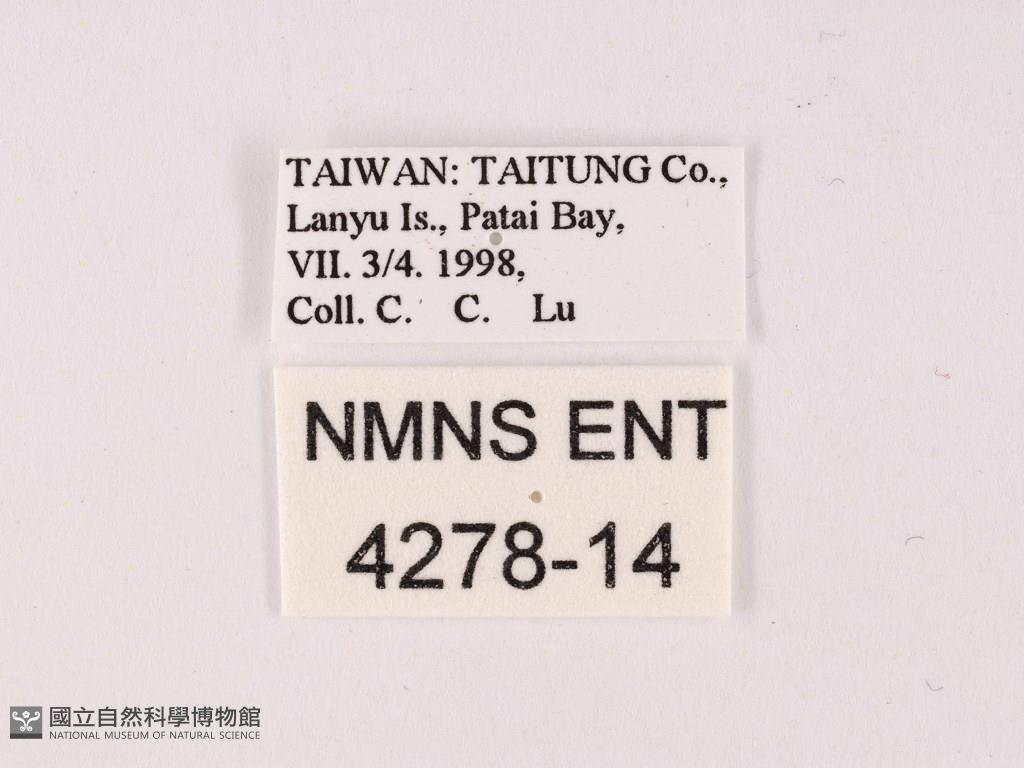 TAIWAN: TAITUNG Co.,
Lanyu Is., Patai Bay,
VII. 3/4. 1998,
Coll. C. C. Lu
NMNS ENT
4278-14
國立自然科學博物館
NATIONAL MUSEUM OF NATURAL SCIENCE